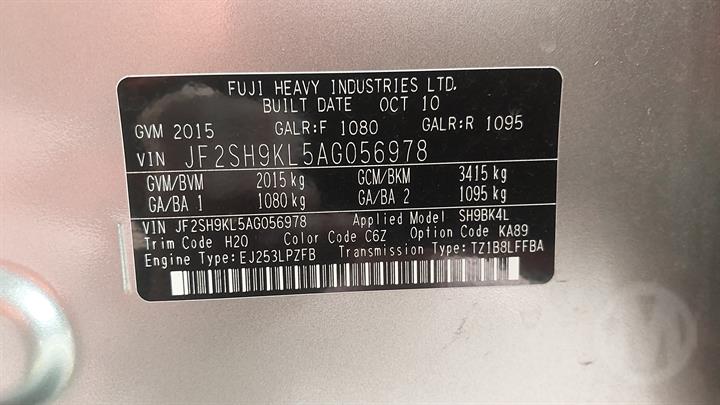 FUJI HEAVY INDUSTRIES LTD.
BUILT DATE OCT 10
GVM 2015 GALR:F 1080 GALR:R 1095
VIN JF2SH9KL5AG056978
GVM/BVM 2015 kg GCM/BKM 3415 kg
GA/BA 1 1080 kg GA/BA 2 1095 kg
VIN JF2SH9KL5AG056978 Applied Model SH9BK4L
Trim Code H20 Color Code C6Z Option Code KA89
Engine Type:EJ253LPZFB Transmission Type:TZ1B8LFFBA